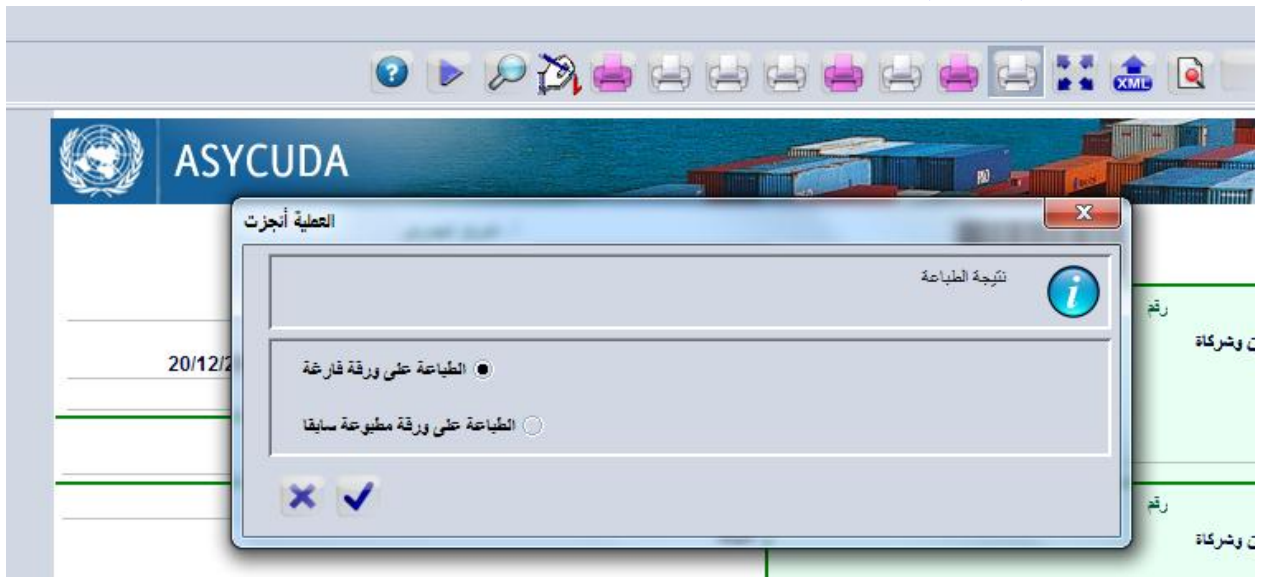 XML
ASYCUDA
العملية أنجزت
نتيجة الطباعة
رقم
ن وشركاة
20/12/2
الطباعة على ورقة فارغة
الطباعة على ورقة مطبوعة سابقا
رقم
ن وشركاة